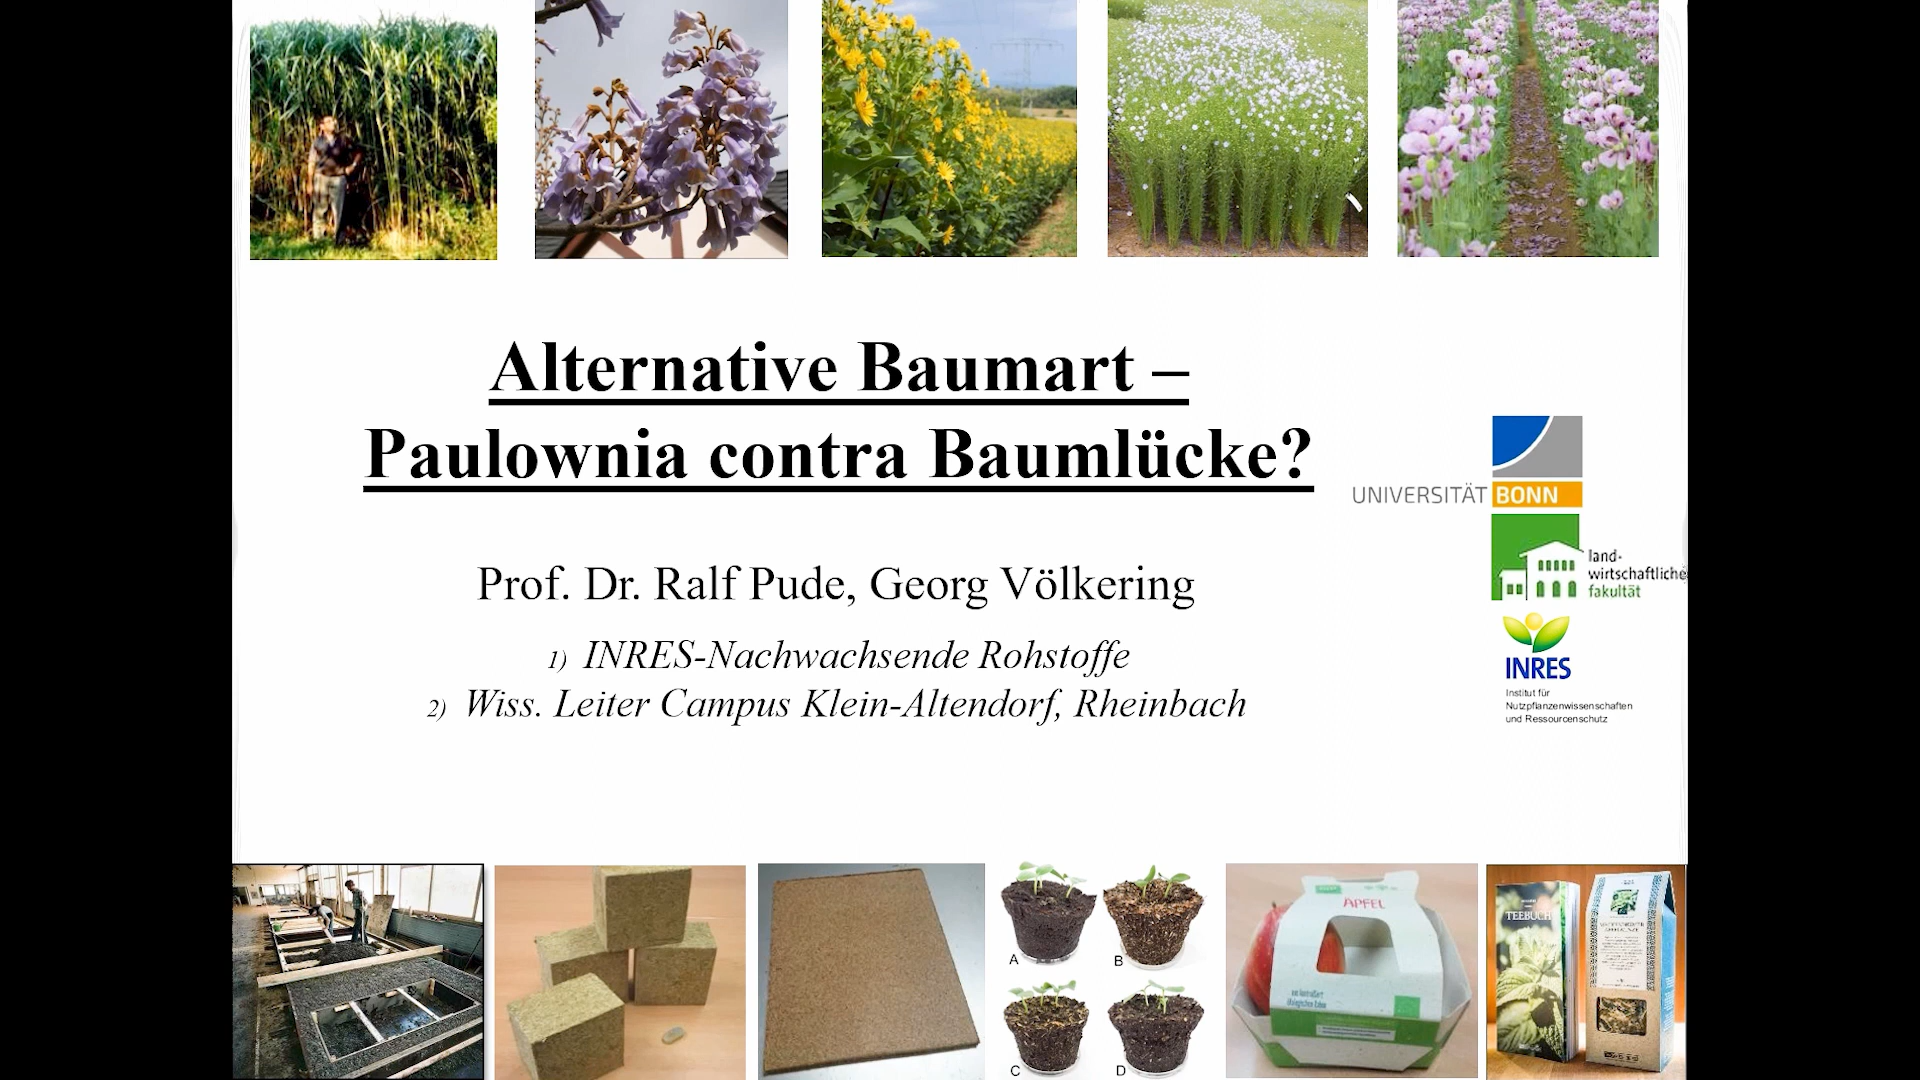 Alternative Baumart –
Paulownia contra Baumlücke?
UNIVERSITÄT BONN
land-
wirtschaftliche
fakultät
Prof. Dr. Ralf Pude, Georg Völkering
1) INRES-Nachwachsende Rohstoffe
2) Wiss. Leiter Campus Klein-Altendorf, Rheinbach
INRES
Institut für
Nutzpflanzenwissenschaften
und Ressourcenschutz
A
B
C
D
APFEL
TEEBUCH